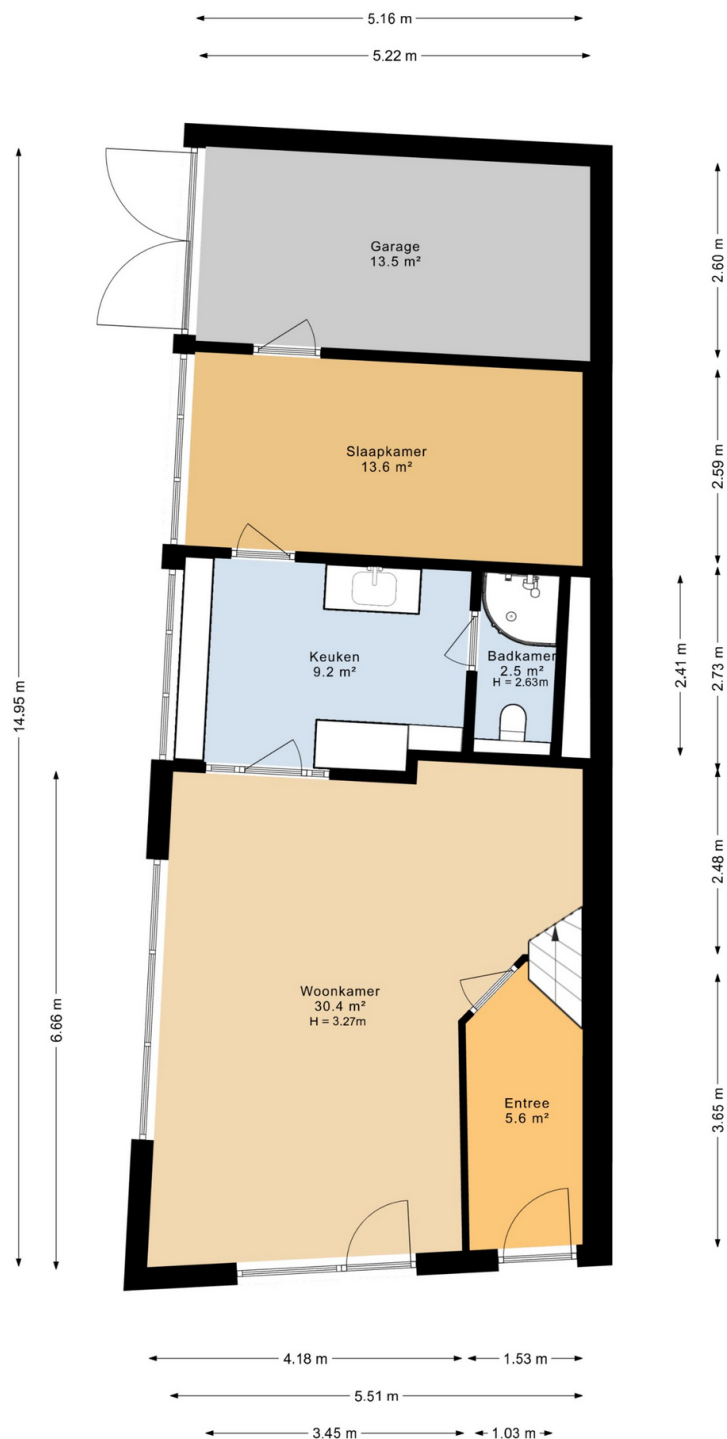 5.16 m
5.22 m
Garage
13.5 m²
2.60 m
Slaapkamer
13.6 m²
2.59 m
14.95 m
Keuken
9.2 m²
Badkamer
2.5 m²
H = 2.63m
2.41 m
2.73 m
2.48 m
6.66 m
Woonkamer
30.4 m²
H = 3.27m
Entree
5.6 m²
3.65 m
4.18 m
1.53 m
5.51 m
3.45 m
1.03 m